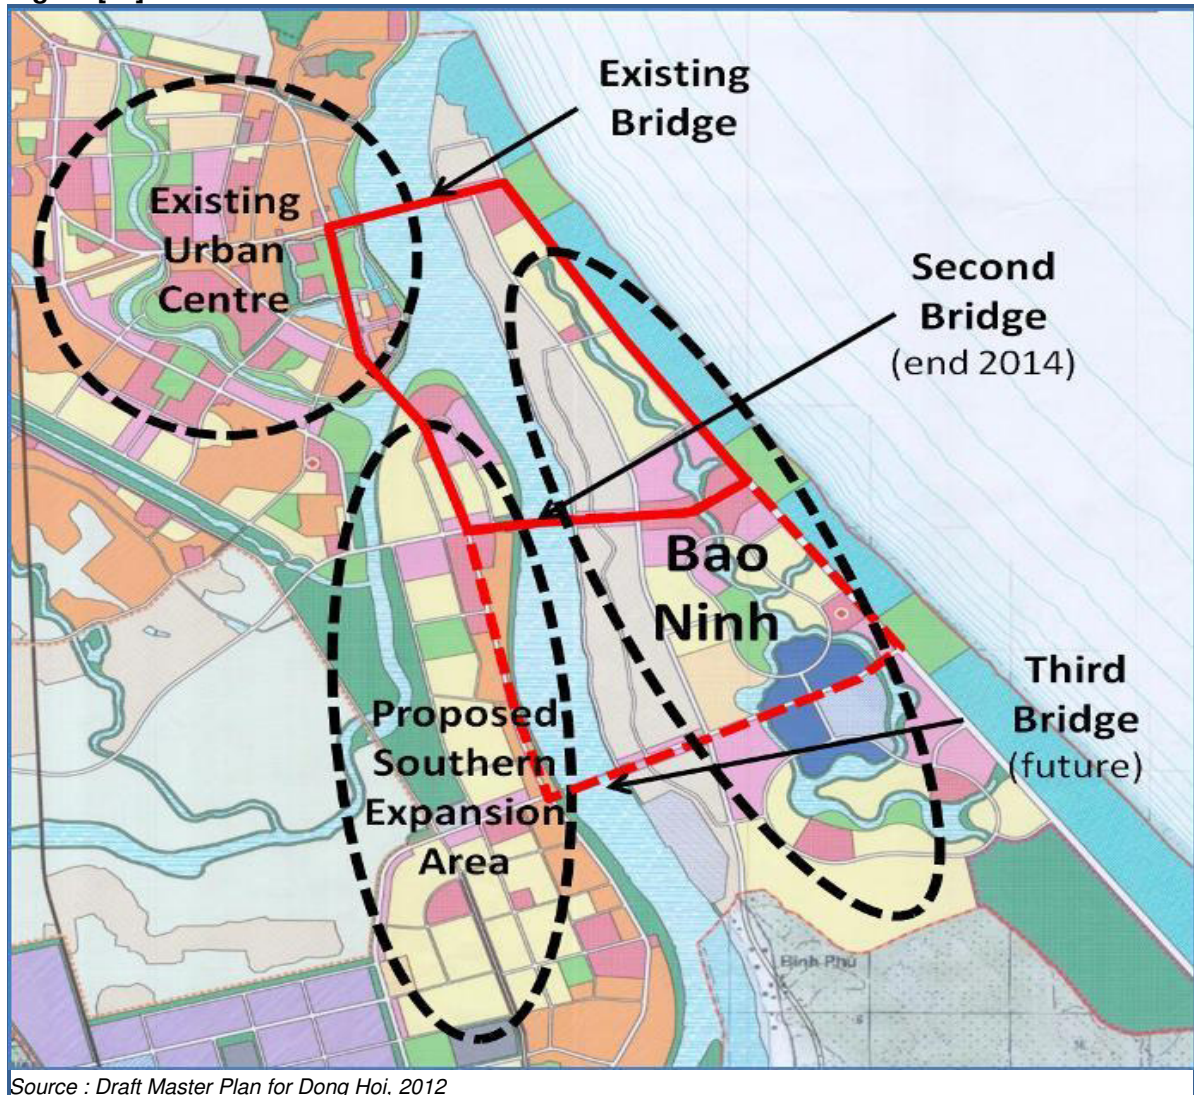 Existing
Bridge
Existing
Urban
Centre
Second
Bridge
(end 2014)
Bao
Ninh
Third
Bridge
(future)
Proposed
Southern
Expansion
Area
Bình Phú
Source : Draft Master Plan for Dong Hoi, 2012